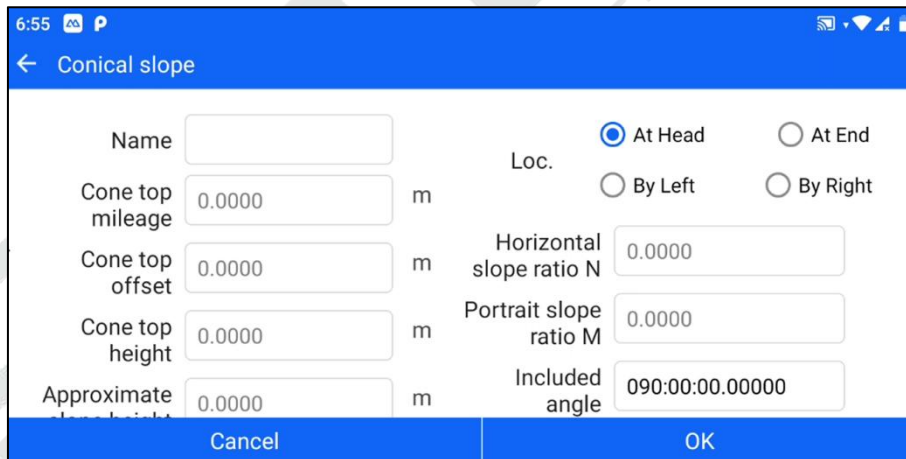 6:55
Conical slope
Name
Cone top
mileage
0.0000
m
Cone top
offset
0.0000
m
Cone top
height
0.0000
m
Approximate
slope height
0.0000
m
Loc.
At Head
At End
By Left
By Right
Horizontal
slope ratio N
0.0000
Portrait slope
ratio M
0.0000
Included
angle
090:00:00.00000
Cancel
OK